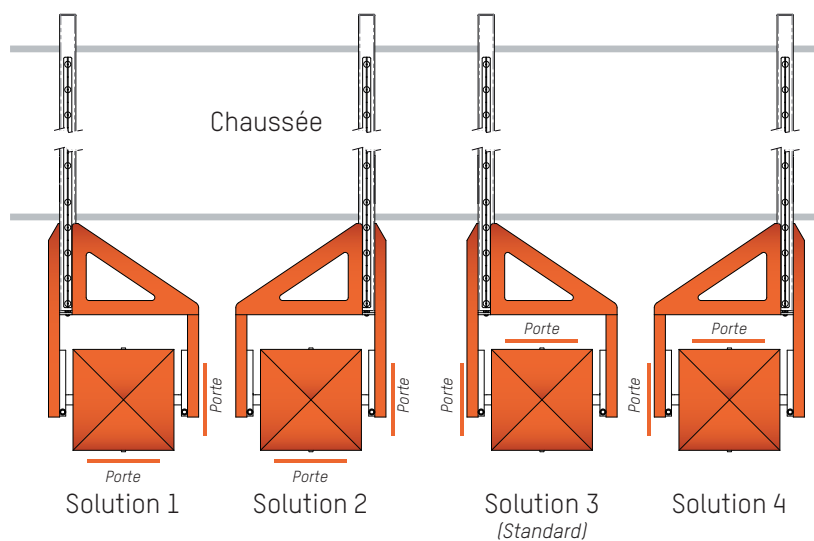 Chaussée
Porte
Porte
Porte
Porte
Porte
Porte
Porte
Porte
Solution 1
Solution 2
Solution 3
Solution 4
(Standard)